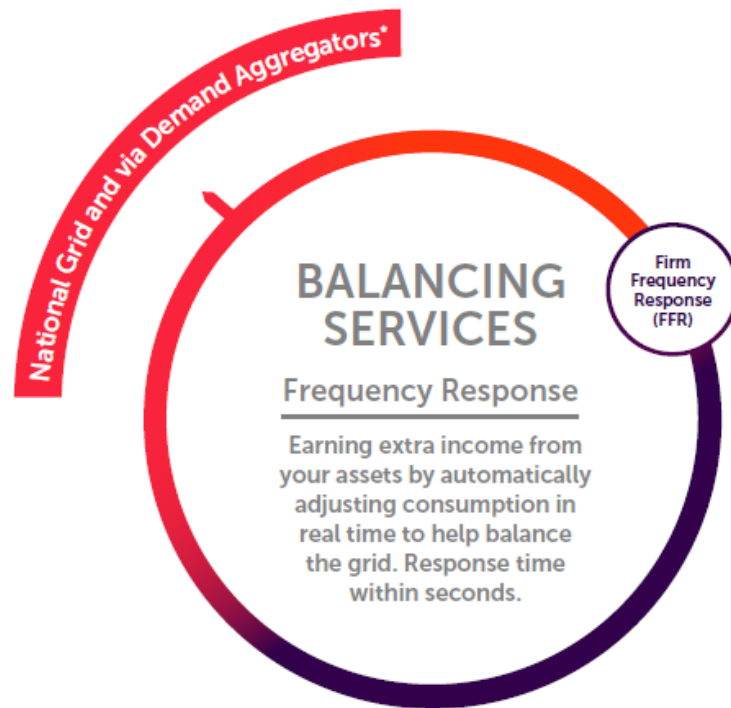 National Grid and via Demand Aggregators*
BALANCING
SERVICES
Frequency Response
Earning extra income from
your assets by automatically
adjusting consumption in
real time to help balance
the grid. Response time
within seconds.
Firm
Frequency
Response
(FFR)